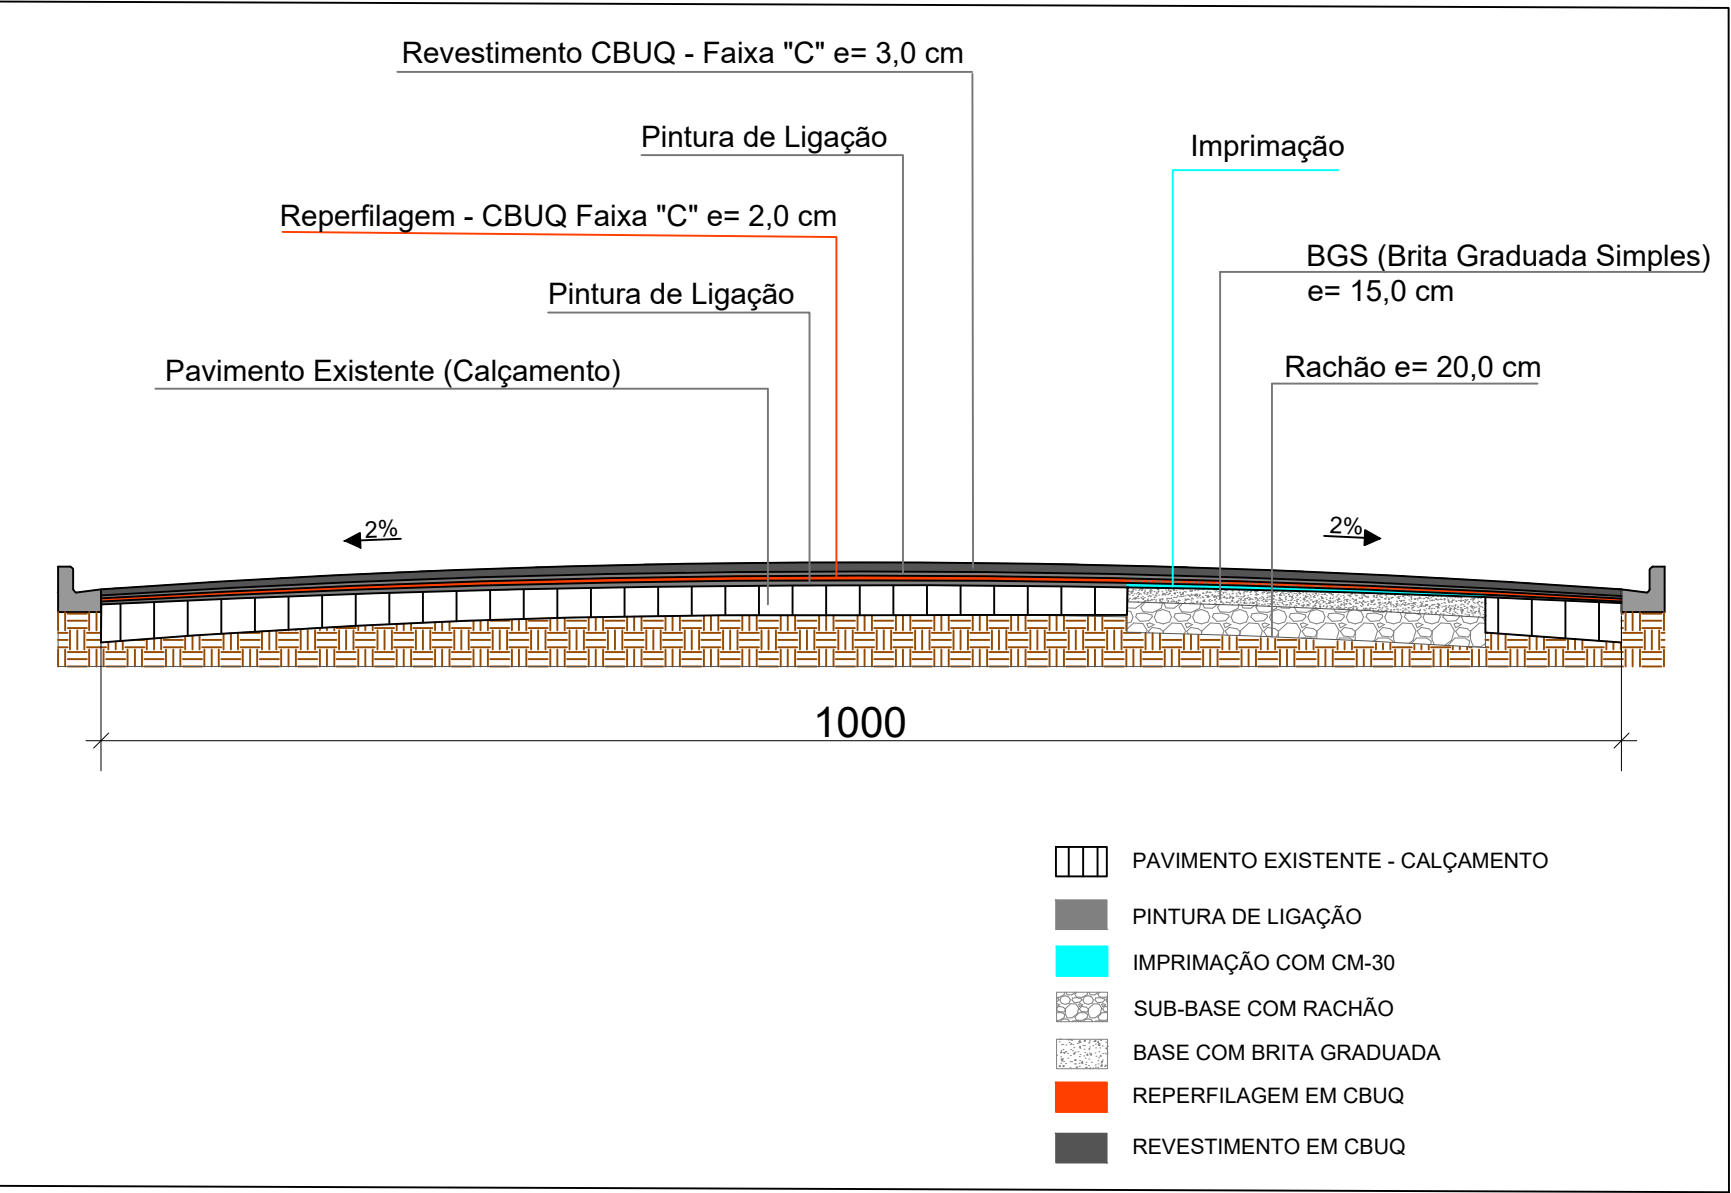 Revestimento CBUQ - Faixa "C" e= 3,0 cm
Pintura de Ligação
Imprimação
Reperfilagem - CBUQ Faixa "C" e= 2,0 cm
BGS (Brita Graduada Simples)
e= 15,0 cm
Pintura de Ligação
Rachão e= 20,0 cm
Pavimento Existente (Calçamento)
2%
2%
1000
PAVIMENTO EXISTENTE - CALÇAMENTO
PINTURA DE LIGAÇÃO
IMPRIMAÇÃO COM CM-30
SUB-BASE COM RACHÃO
BASE COM BRITA GRADUADA
REPERFILAGEM EM CBUQ
REVESTIMENTO EM CBUQ